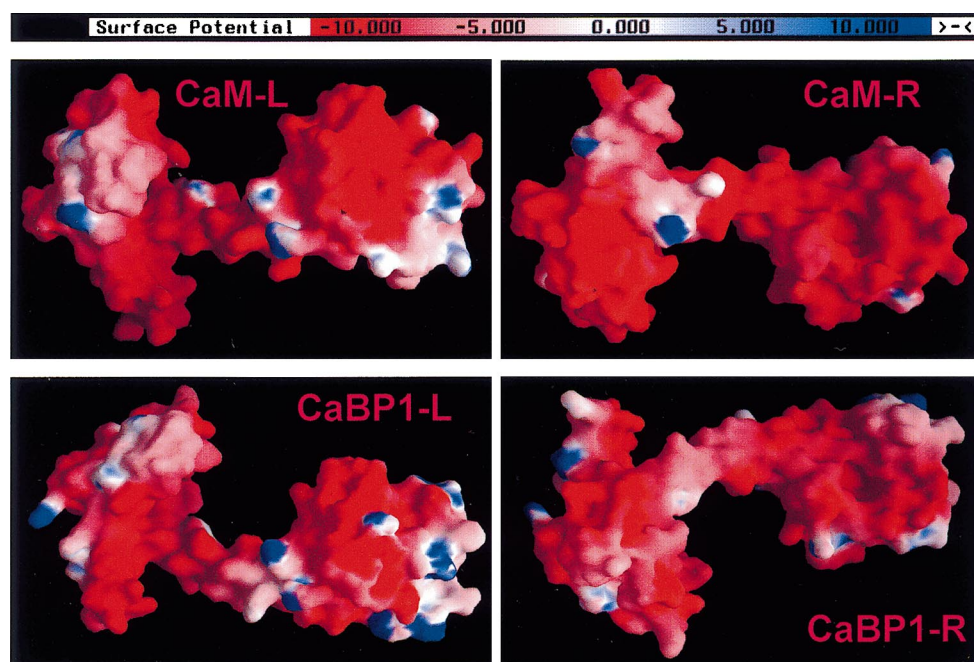 Surface Potential -10.000 -5.000 0.000 5.000 10.000 >-<
CaM-L
CaM-R
CaBP1-L
CaBP1-R